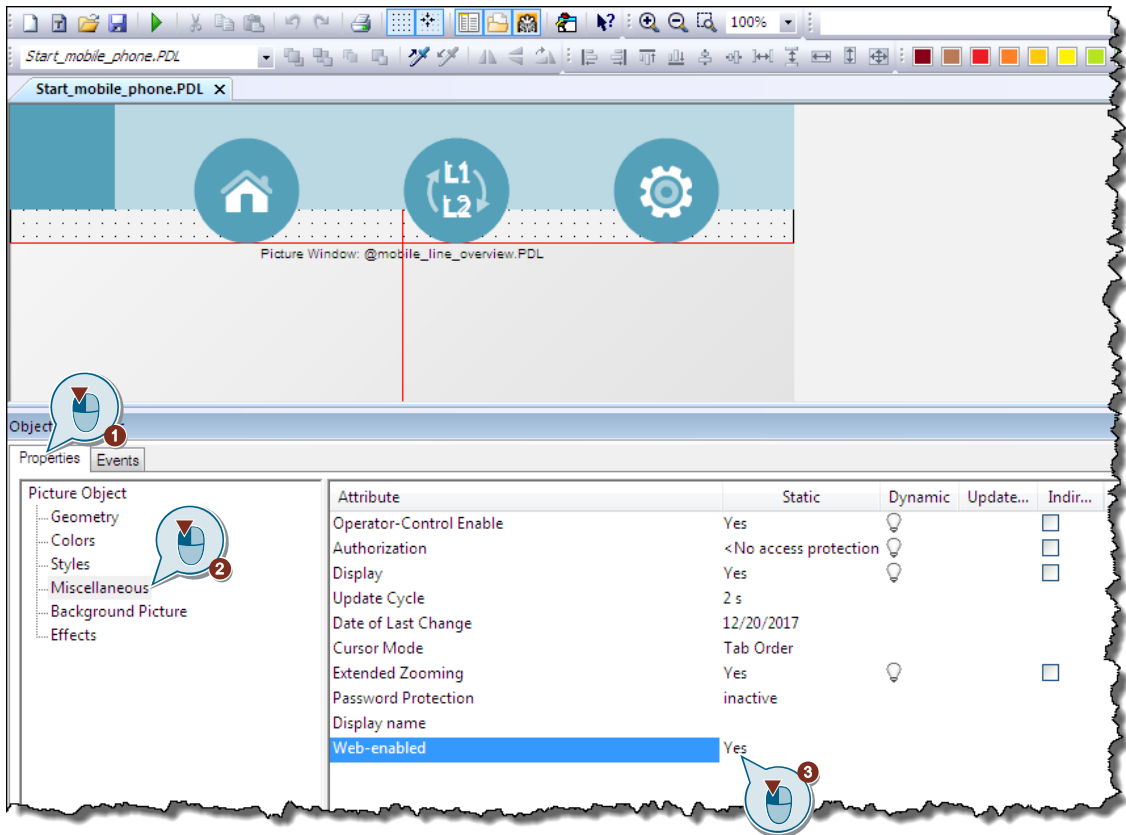 100%
Start_mobile_phone.PDL
Start_mobile_phone.PDL X
L1
L2
Picture Window: @mobile_line_overview.PDL
Object
1
Properties Events
Picture Object
Geometry
Colors
Styles
Miscellaneous
Background Picture
Effects
2
Attribute Static Dynamic Update... Indir...
Operator-Control Enable Yes
Authorization <No access protection
Display Yes
Update Cycle 2 s
Date of Last Change 12/20/2017
Cursor Mode Tab Order
Extended Zooming Yes
Password Protection inactive
Display name
Web-enabled Yes
3